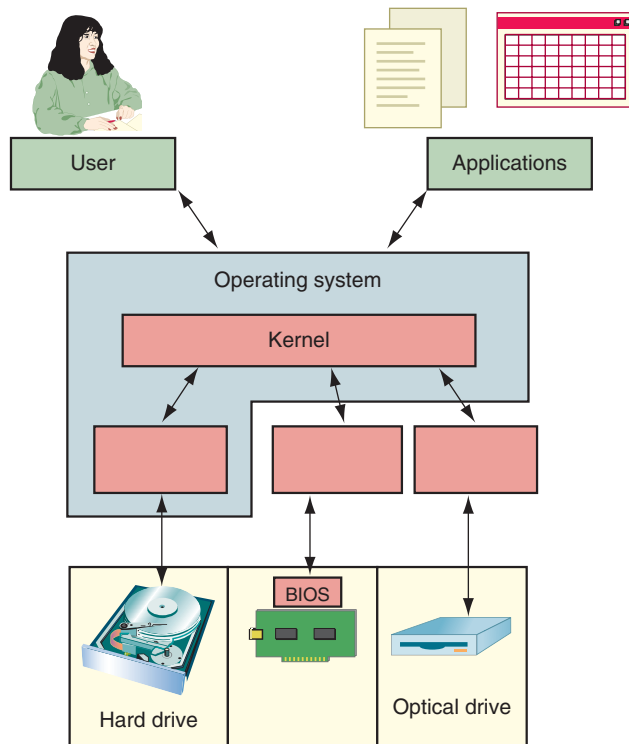 User
Applications
Operating system
Kernel
BIOS
Hard drive
Optical drive